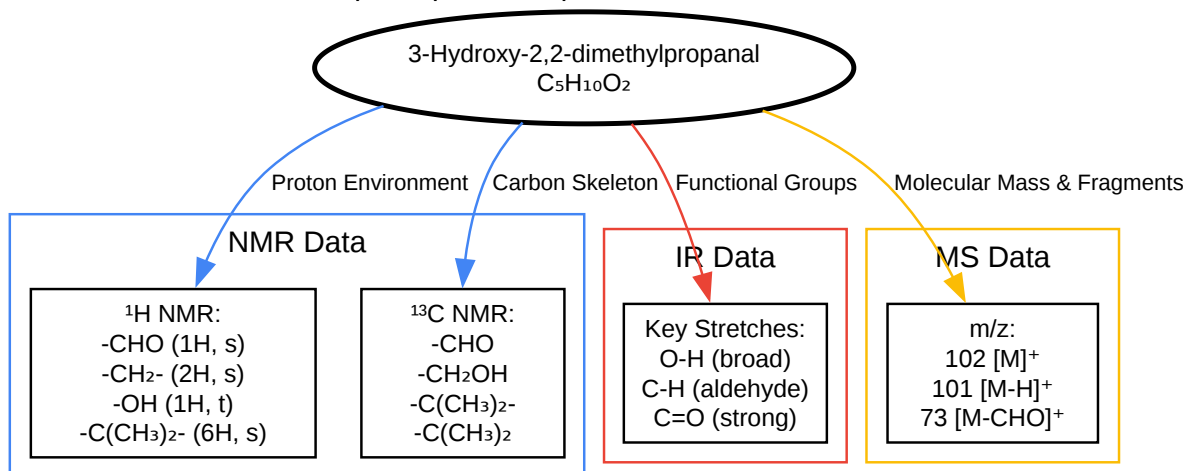 3-Hydroxy-2,2-dimethylpropanal
C₅H₁₀O₂
Proton Environment
Carbon Skeleton
Functional Groups
Molecular Mass & Fragments
NMR Data
¹H NMR:
-CHO (1H, s)
-CH₂- (2H, s)
-OH (1H, t)
-C(CH₃)₂- (6H, s)
¹³C NMR:
-CHO
-CH₂OH
-C(CH₃)₂-
-C(CH₃)₂
IR Data
Key Stretches:
O-H (broad)
C-H (aldehyde)
C=O (strong)
MS Data
m/z:
102 [M]⁺
101 [M-H]⁺
73 [M-CHO]⁺